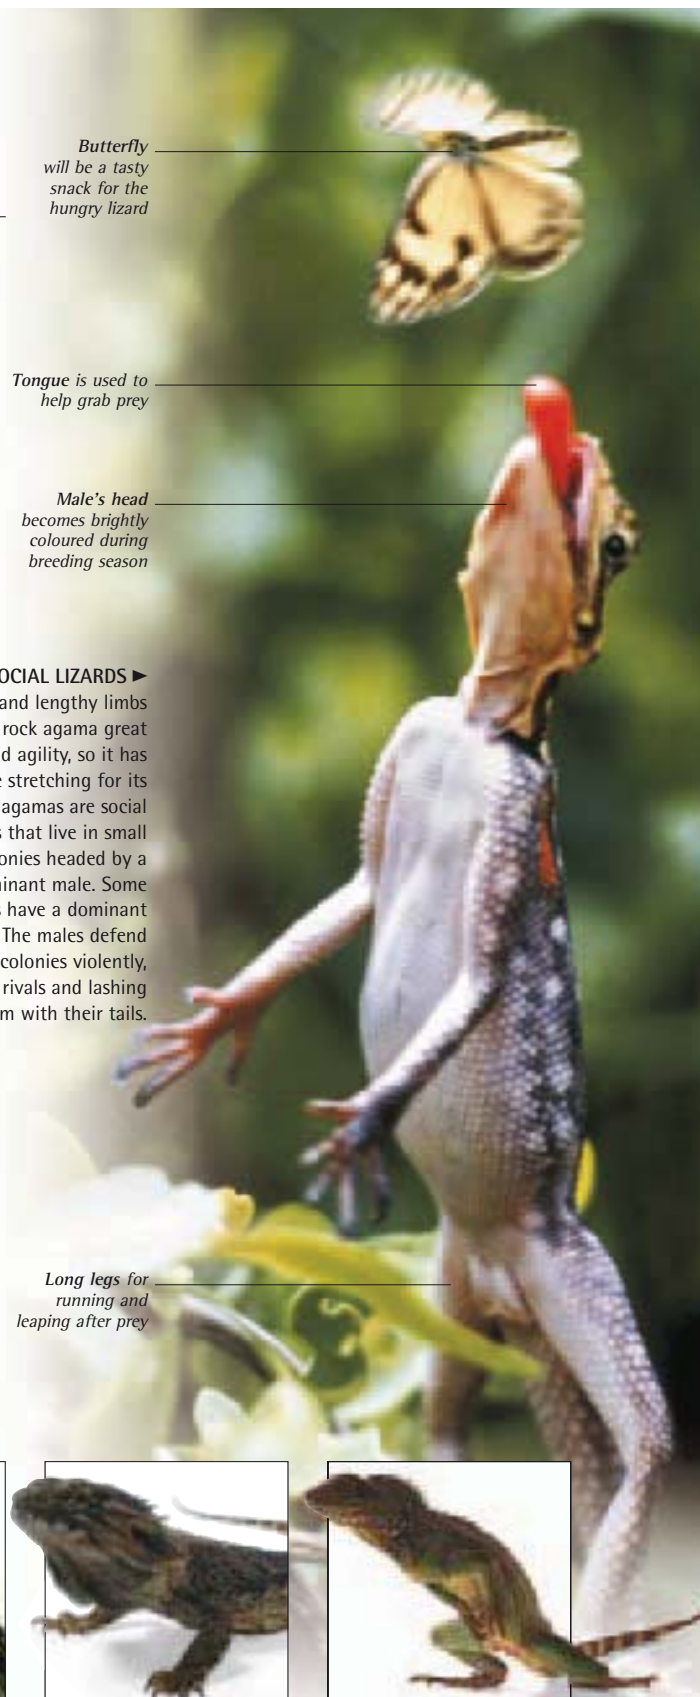 Butterfly
will be a tasty
snack for the
hungry lizard
Tongue is used to
help grab prey
Male's head
becomes brightly
coloured during
breeding season
OCIAL LIZARDS ►
and lengthy limbs
rock agama great
d agility, so it has
e stretching for its
agamas are social
s that live in small
onies headed by a
inant male. Some
s have a dominant
The males defend
colonies violently,
rivals and lashing
m with their tails.
Long legs for
running and
leaping after prey